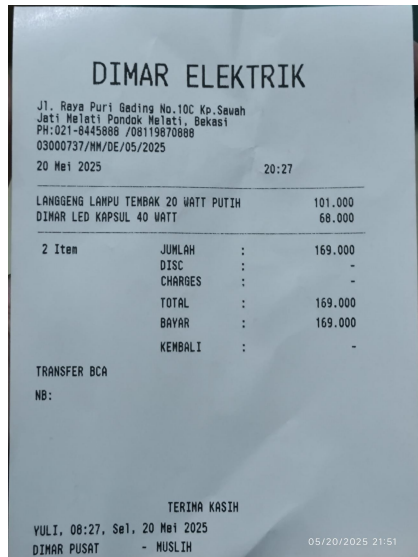 DIMAR ELEKTRIK
Jl. Raya Puri Gading No.10C Kp.Sawah
Jati Melati Pondok Melati, Bekasi
PH:021-8445888 /08119870888
03000737/MM/DE/05/2025
20 Mei 2025 20:27
LANGGENG LAMPU TEMBAK 20 WATT PUTIH 101.000
DIMAR LED KAPSUL 40 WATT 68.000
2 Item JUMLAH : 169.000
DISC : -
CHARGES : -
TOTAL : 169.000
BAYAR : 169.000
KEMBALI : -
TRANSFER BCA
NB:
TERIMA KASIH
YULI, 08:27, Sel, 20 Mei 2025
DIMAR PUSAT - MUSLIH
05/20/2025 21:51